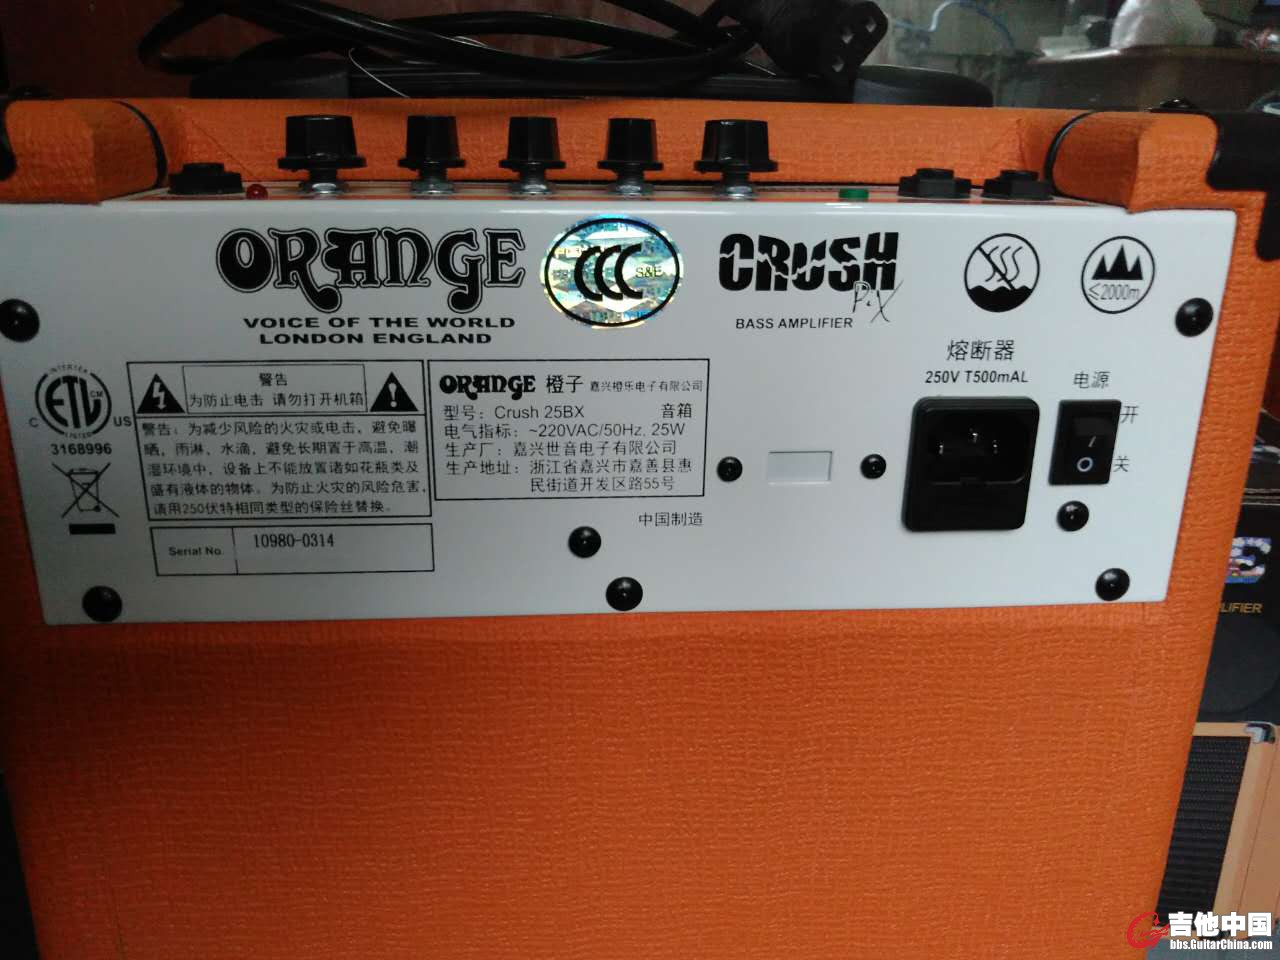 ORANGE
VOICE OF THE WORLD
LONDON ENGLAND
CCC
S&E
CRUSH
PiX
BASS AMPLIFIER
≤2000m
熔断器
250V T500mAL
电源
开
关
INTERTEK
ETL CM
C US
LISTED
3168996
警告
为防止电击 请勿打开机箱
警告：为减少风险的火灾或电击，避免曝
晒，雨淋，水滴，避免长期置于高温，潮
湿环境中，设备上不能放置诸如花瓶类及
盛有液体的物体。为防止火灾的风险危害，
请用250伏特相同类型的保险丝替换。
Serial No. 10980-0314
ORANGE 橙子 嘉兴橙乐电子有限公司
型号：Crush 25BX 音箱
电气指标：~220VAC/50Hz, 25W
生产厂：嘉兴世音电子有限公司
生产地址：浙江省嘉兴市嘉善县惠
民街道开发区路55号
中国制造
LIFIER
吉他中国
bbs.GuitarChina.com